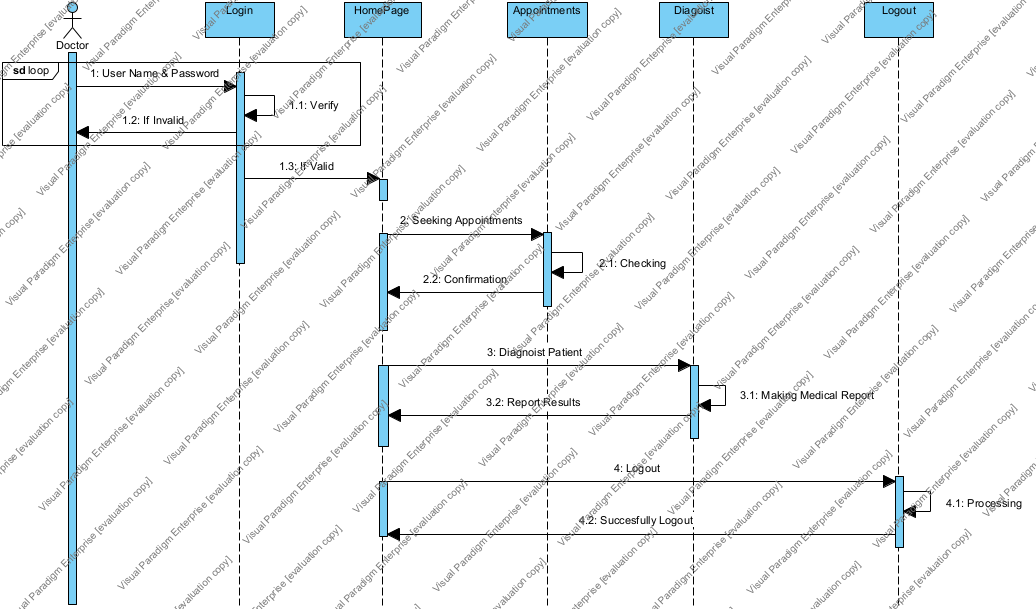 Login
HomePage
Appointments
Diagoist
Logout
Doctor
sd loop
1: User Name & Password
1.1: Verify
1.2: If Invalid
1.3: If Valid
2: Seeking Appointments
2.1: Checking
2.2: Confirmation
3: Diagnoist Patient
3.1: Making Medical Report
3.2: Report Results
4: Logout
4.1: Processing
4.2: Succesfully Logout
Visual Paradigm Enterprise [evaluation copy]